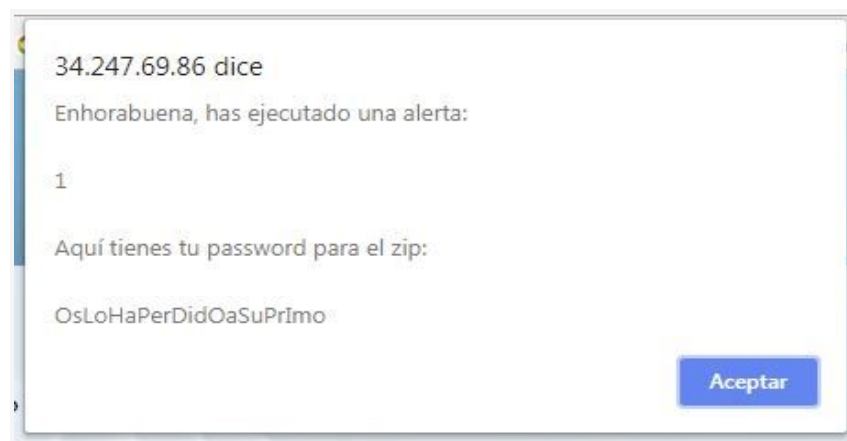 34.247.69.86 dice
Enhorabuena, has ejecutado una alerta:
1
Aquí tienes tu password para el zip:
OsLoHaPerDidOaSuPrImo
Aceptar